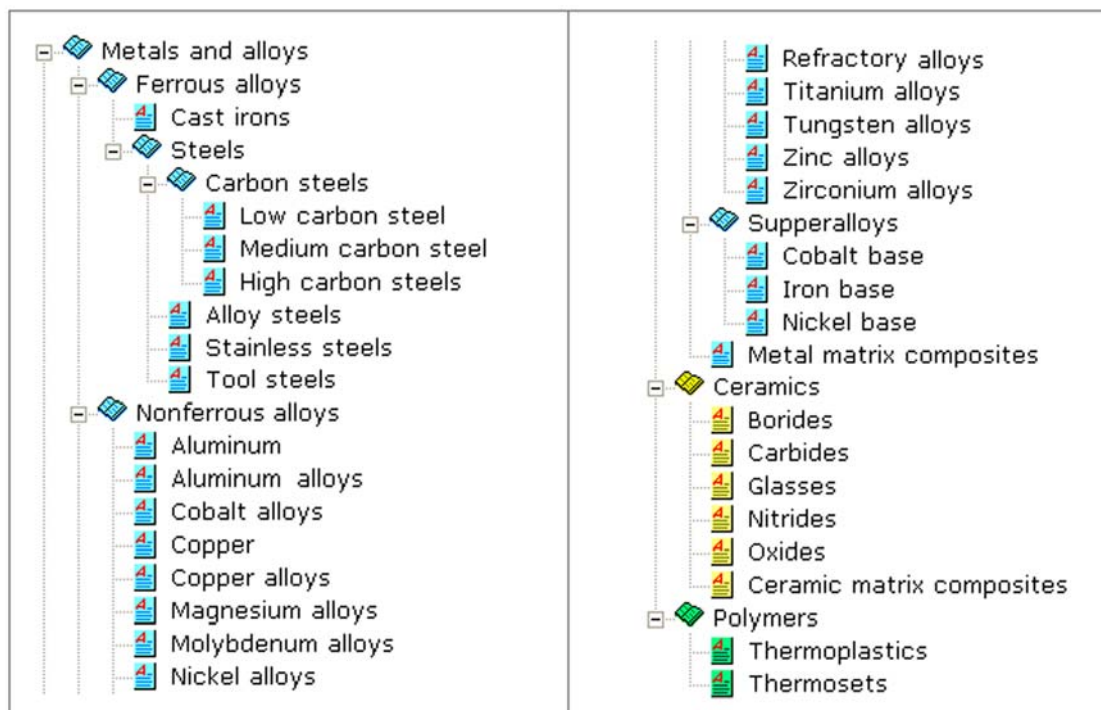 Metals and alloys
Ferrous alloys
Cast irons
Steels
Carbon steels
Low carbon steel
Medium carbon steel
High carbon steels
Alloy steels
Stainless steels
Tool steels
Nonferrous alloys
Aluminum
Aluminum alloys
Cobalt alloys
Copper
Copper alloys
Magnesium alloys
Molybdenum alloys
Nickel alloys
Refractory alloys
Titanium alloys
Tungsten alloys
Zinc alloys
Zirconium alloys
Supperalloys
Cobalt base
Iron base
Nickel base
Metal matrix composites
Ceramics
Borides
Carbides
Glasses
Nitrides
Oxides
Ceramic matrix composites
Polymers
Thermoplastics
Thermosets